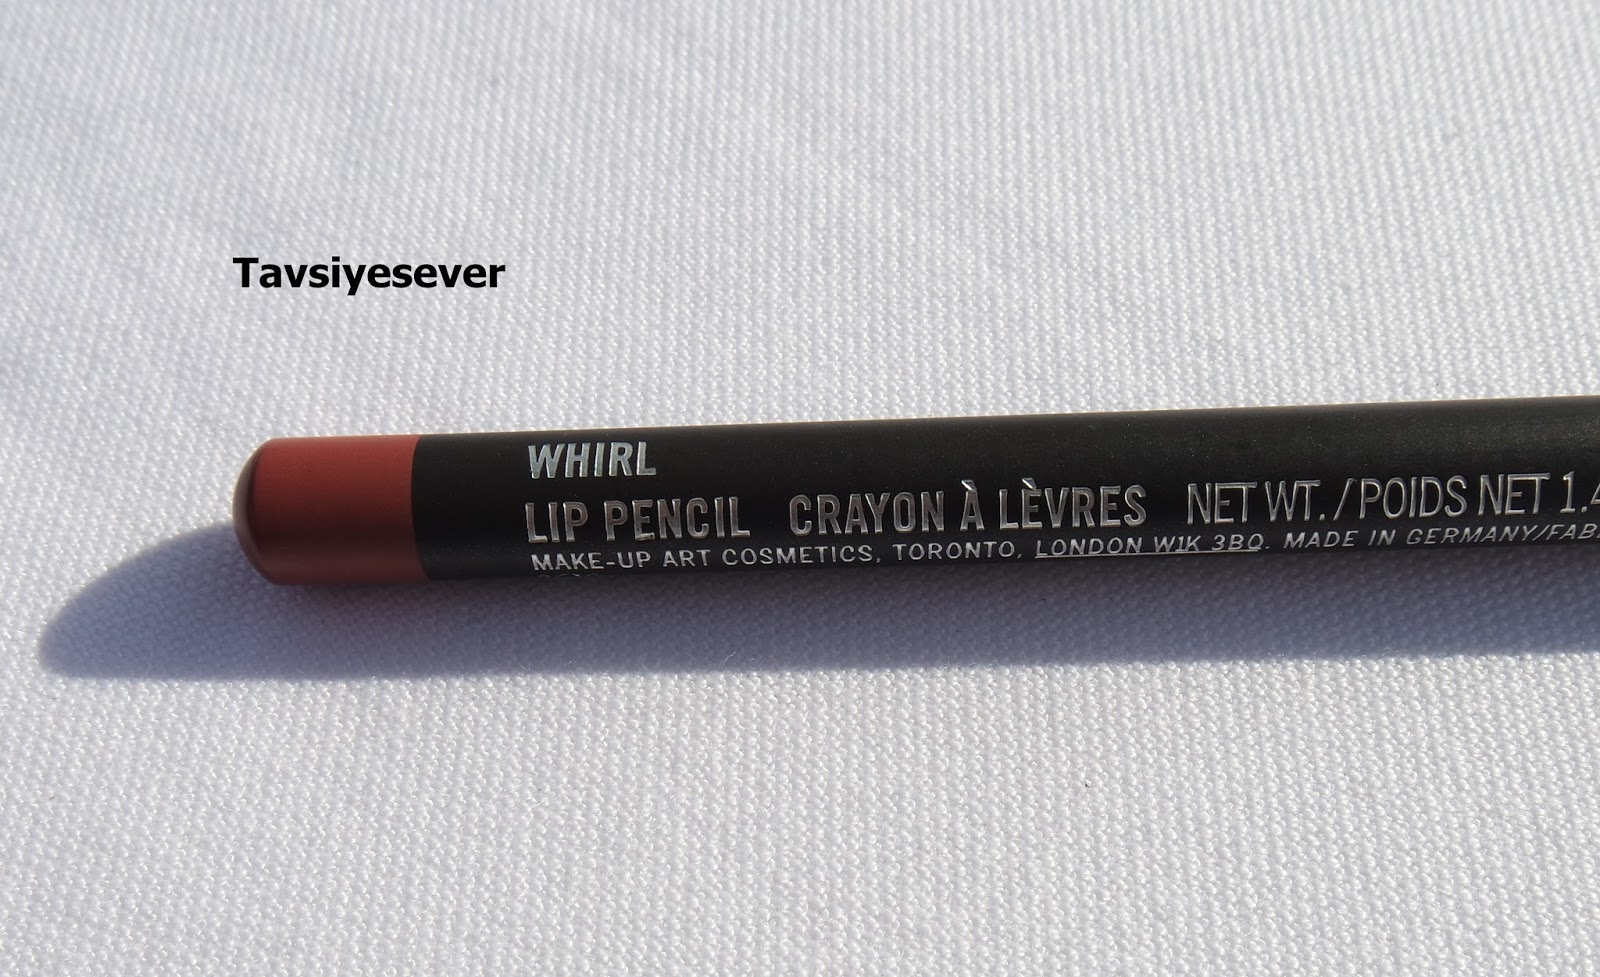 Tavsiyesever
WHIRL
LIP PENCIL CRAYON À LÈVRES NET WT. / POIDS NET 1.4
MAKE-UP ART COSMETICS, TORONTO, LONDON W1K 3BQ. MADE IN GERMANY/FAB